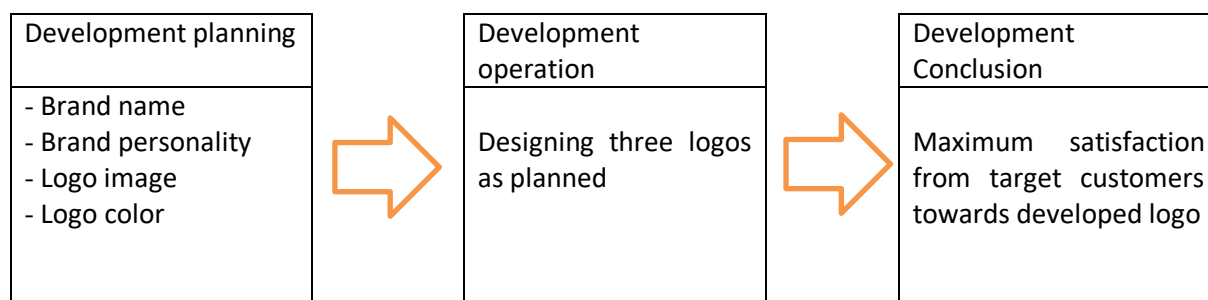 Development planning
- Brand name
- Brand personality
- Logo image
- Logo color
Development
operation
Designing three logos
as planned
Development
Conclusion
Maximum satisfaction
from target customers
towards developed logo